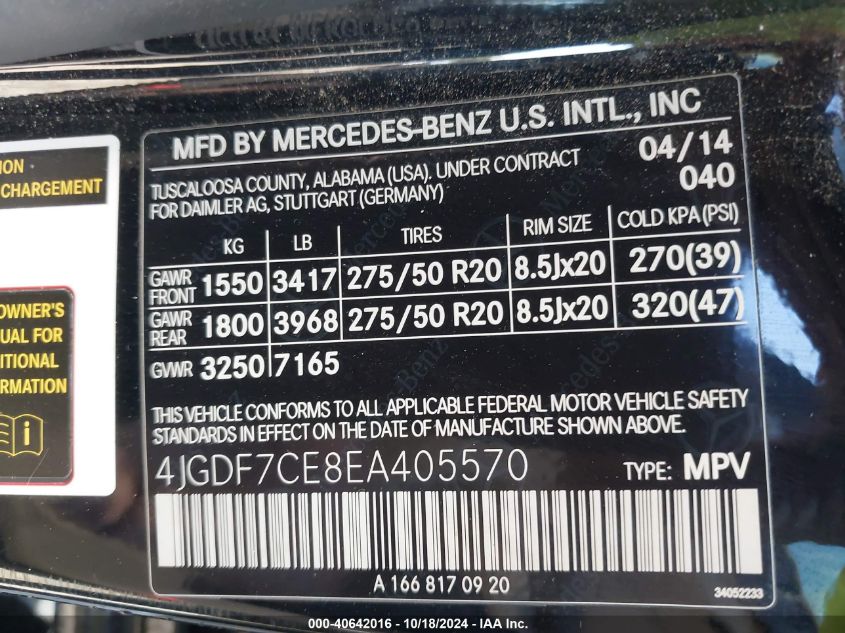 MFD BY MERCEDES-BENZ U.S. INTL., INC
TUSCALOOSA COUNTY, ALABAMA (USA). UNDER CONTRACT 04/14
FOR DAIMLER AG, STUTTGART (GERMANY) 040
KG LB TIRES RIM SIZE COLD KPA (PSI)
GAWR FRONT 1550 3417 275/50 R20 8.5Jx20 270(39)
GAWR REAR 1800 3968 275/50 R20 8.5Jx20 320(47)
GVWR 3250 7165
THIS VEHICLE CONFORMS TO ALL APPLICABLE FEDERAL MOTOR VEHICLE SAFETY
STANDARDS IN EFFECT ON THE DATE OF MANUFACTURE SHOWN ABOVE.
4JGDF7CE8EA405570 TYPE: MPV
A 166 817 09 20
34052233
CHARGEMENT
OWNER'S
FOR
INFORMATION
000-40642016 - 10/18/2024 - IAA Inc.